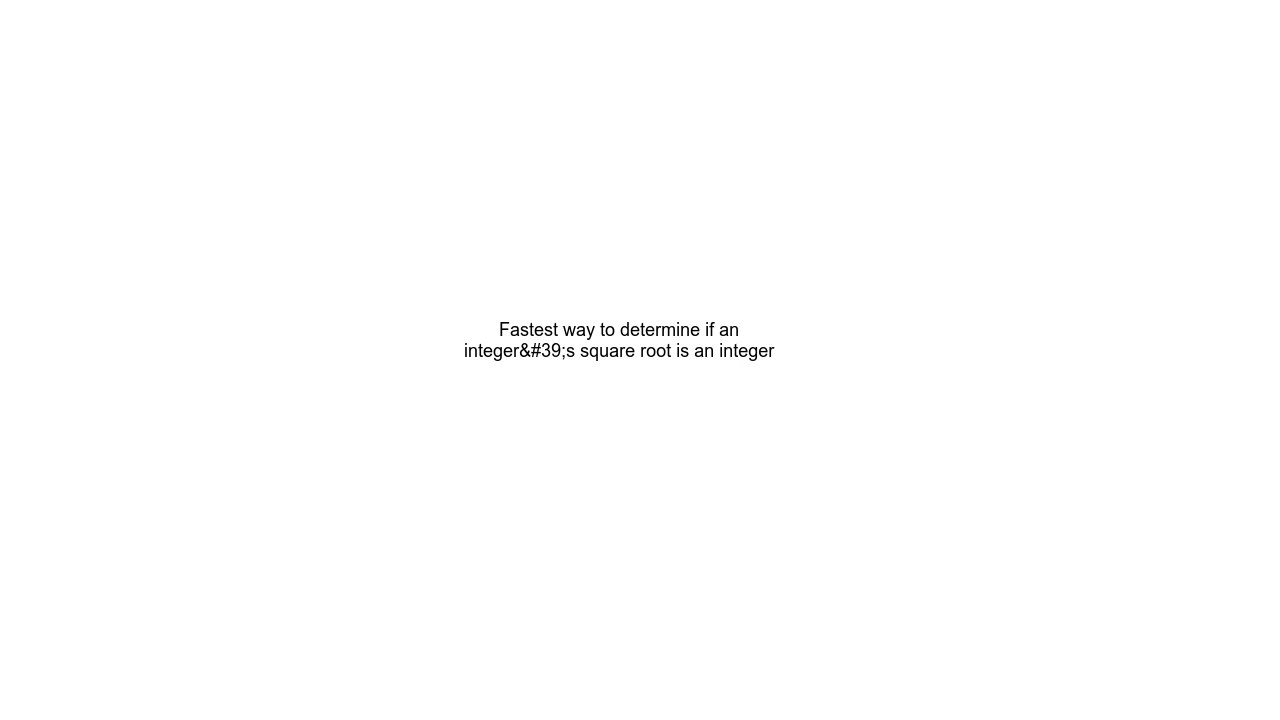 Fastest way to determine if an
integer&#39;s square root is an integer